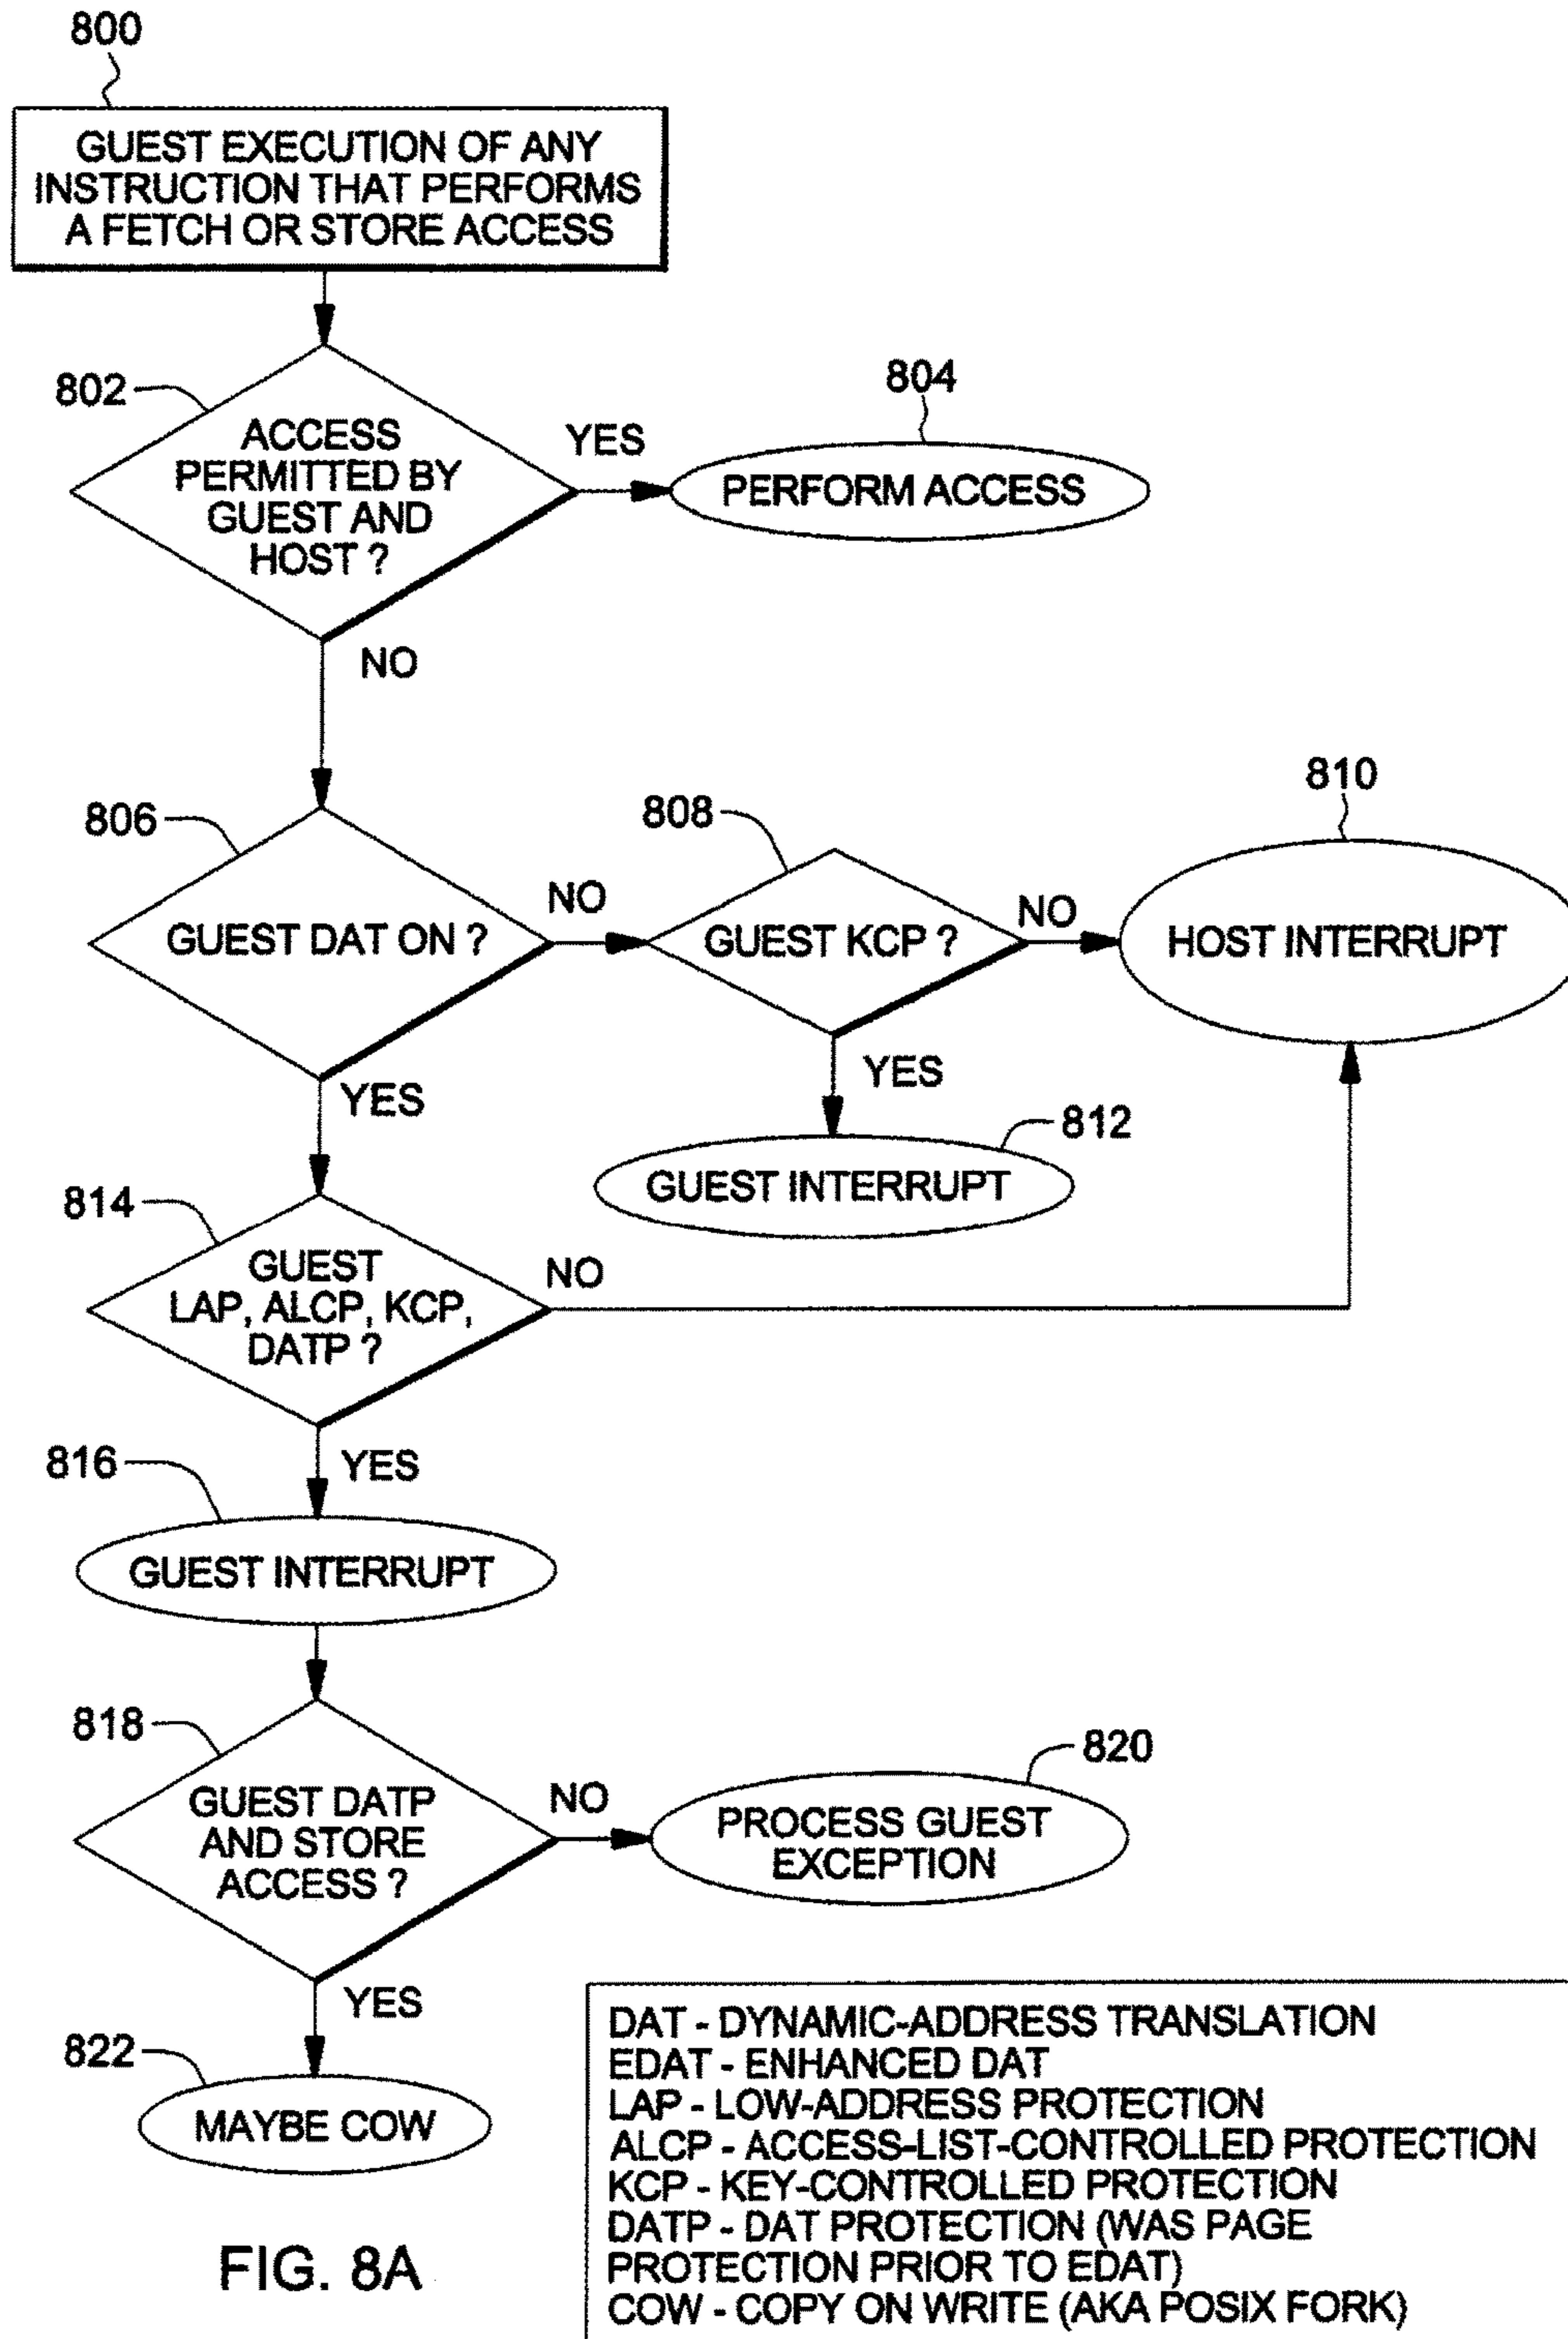 800
GUEST EXECUTION OF ANY
INSTRUCTION THAT PERFORMS
A FETCH OR STORE ACCESS
802
ACCESS
PERMITTED BY
GUEST AND
HOST ?
YES
804
PERFORM ACCESS
NO
806
GUEST DAT ON ?
NO
808
GUEST KCP ?
NO
810
HOST INTERRUPT
YES
812
GUEST INTERRUPT
YES
814
GUEST
LAP, ALCP, KCP,
DATP ?
NO
YES
816
GUEST INTERRUPT
818
GUEST DATP
AND STORE
ACCESS ?
NO
820
PROCESS GUEST
EXCEPTION
YES
822
MAYBE COW
DAT - DYNAMIC-ADDRESS TRANSLATION
EDAT - ENHANCED DAT
LAP - LOW-ADDRESS PROTECTION
ALCP - ACCESS-LIST-CONTROLLED PROTECTION
KCP - KEY-CONTROLLED PROTECTION
DATP - DAT PROTECTION (WAS PAGE
PROTECTION PRIOR TO EDAT)
COW - COPY ON WRITE (AKA POSIX FORK)
FIG. 8A